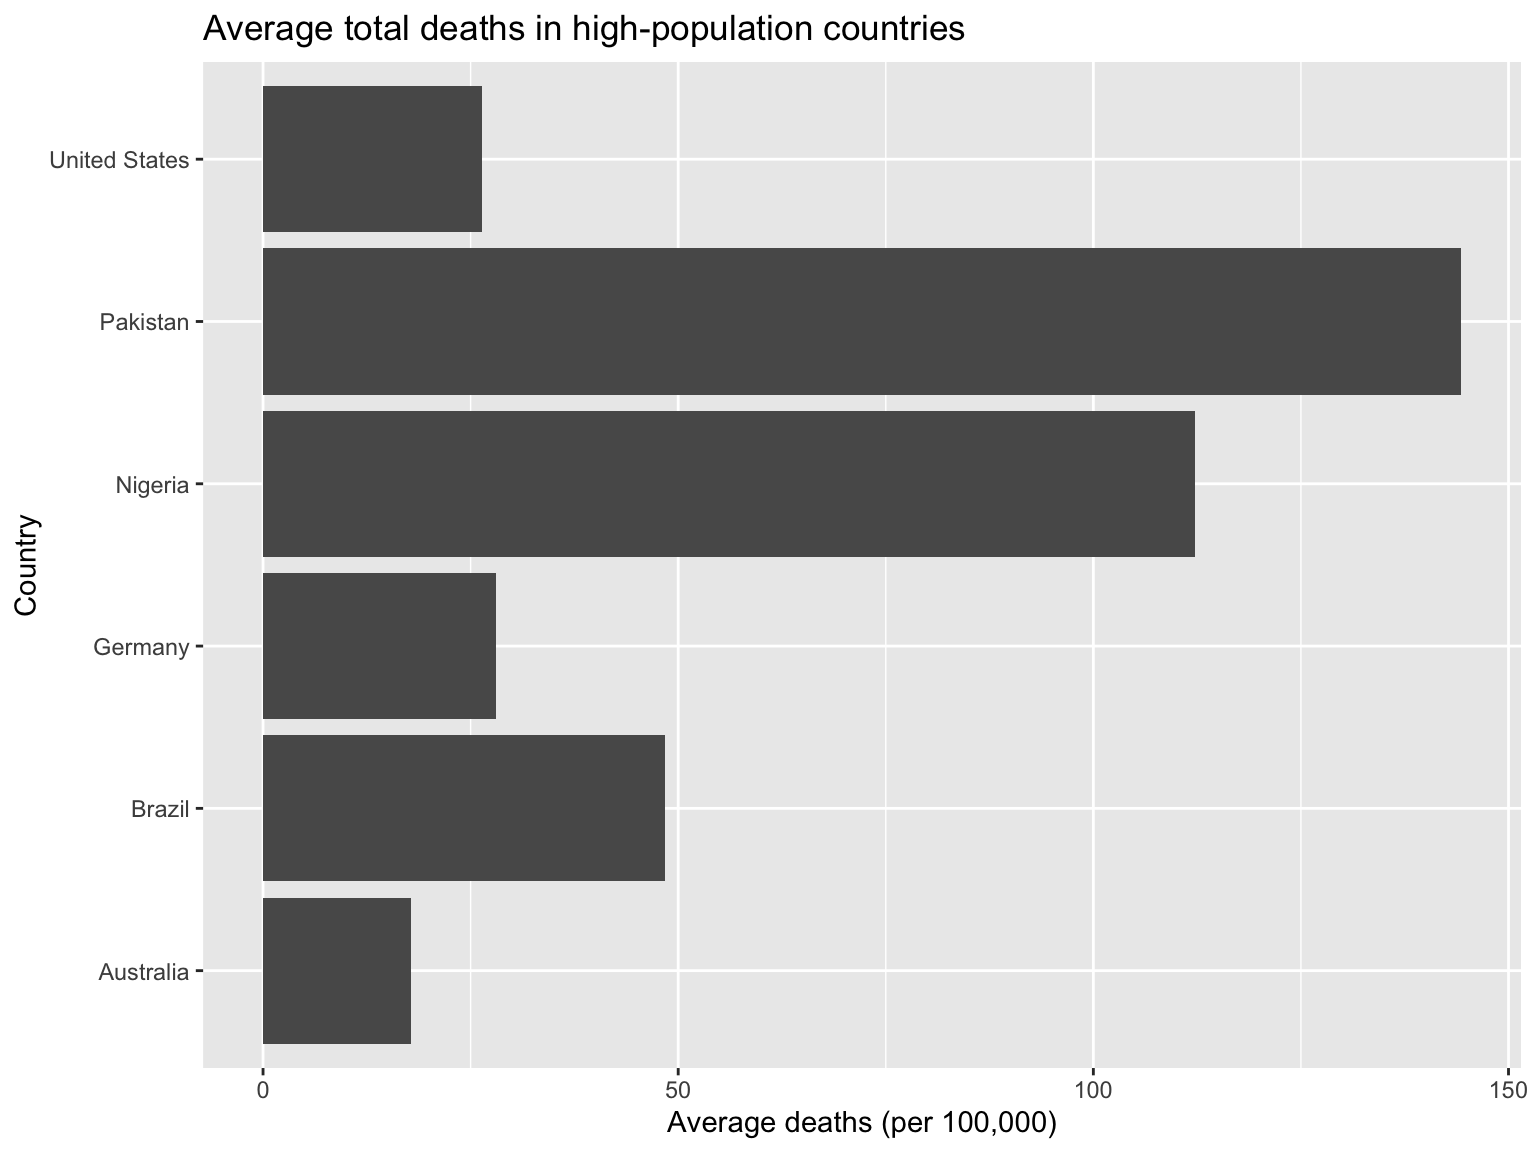 Average total deaths in high-population countries
United States
Pakistan
Nigeria
Germany
Brazil
Australia
Country
0 50 100 150
Average deaths (per 100,000)